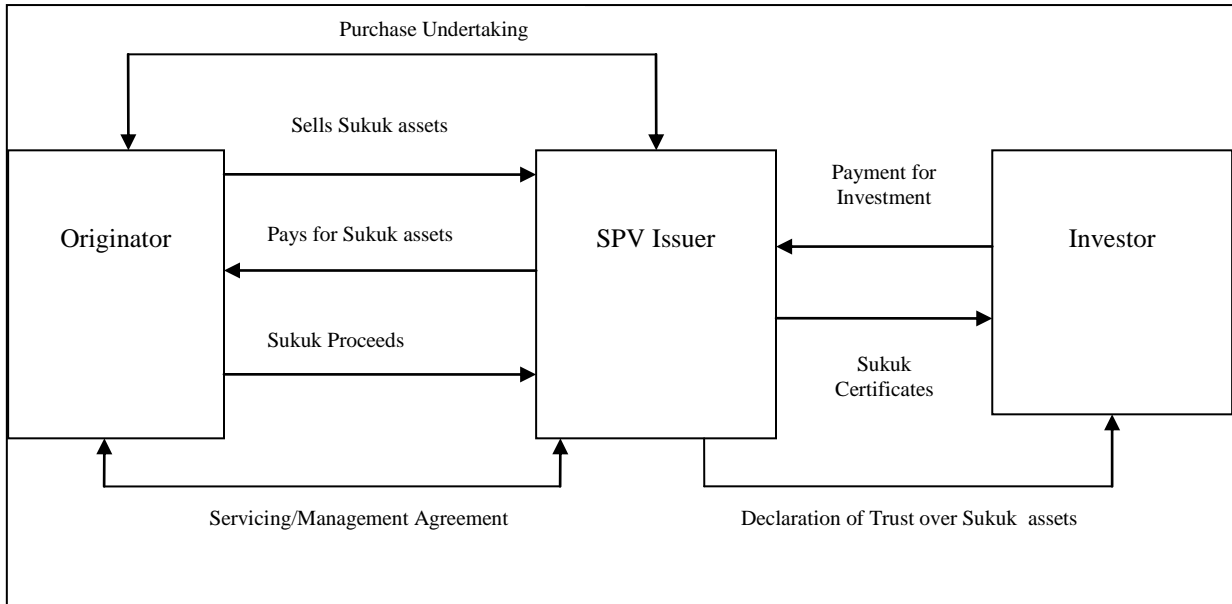 Purchase Undertaking
Sells Sukuk assets
Payment for
Investment
Originator
Pays for Sukuk assets
SPV Issuer
Investor
Sukuk Proceeds
Sukuk
Certificates
Servicing/Management Agreement
Declaration of Trust over Sukuk assets